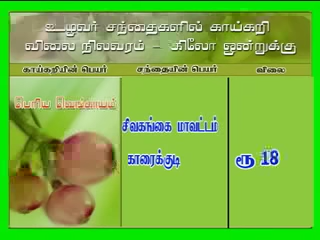 உழவர் சந்தைகளில் காய்கறி
விலை நிலவரம் - கிலோ ஒன்றுக்கு
காய்கறியின் பெயர் சந்தையின் பெயர் விலை
பெரிய வெங்காயம்
சிவகங்கை மாவட்டம்
காரைக்குடி
ரூ 18